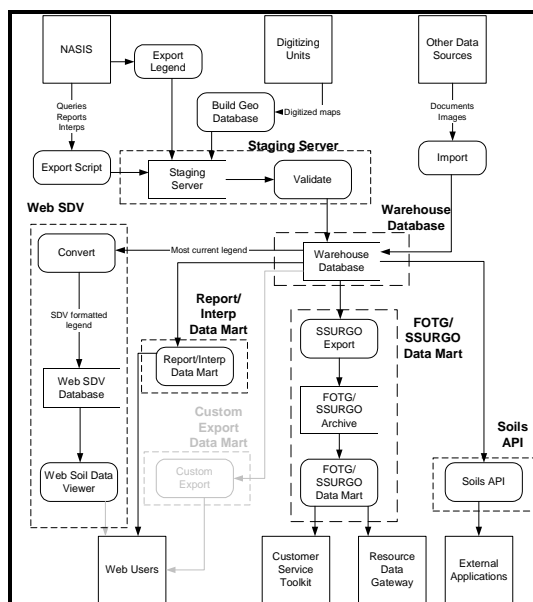 NASIS
Export
Legend
Digitizing
Units
Other Data
Sources
Queries
Reports
Interps
Build Geo
Database
Digitized maps
Documents
Images
Staging Server
Export Script
Staging
Server
Validate
Import
Web SDV
Warehouse
Database
Convert
Most current legend
Warehouse
Database
SDV formatted
legend
Report/
Interp
Data Mart
SSURGO
Export
FOTG/
SSURGO
Data Mart
Report/Interp
Data Mart
Web SDV
Database
Custom
Export
Data Mart
FOTG/
SSURGO
Archive
Soils
API
Web Soil Data
Viewer
Custom
Export
FOTG/
SSURGO
Data Mart
Soils API
Web Users
Customer
Service
Toolkit
Resource
Data
Gateway
External
Applications